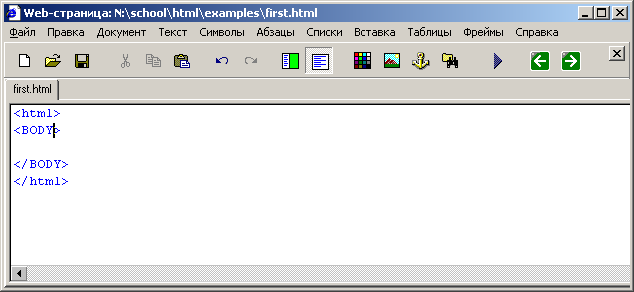 Web-страница: N:\school\html\examples\first.html
Файл Правка Документ Текст Символы Абзацы Списки Вставка Таблицы Фреймы Справка
first.html
<html>
<BODY>
</BODY>
</html>